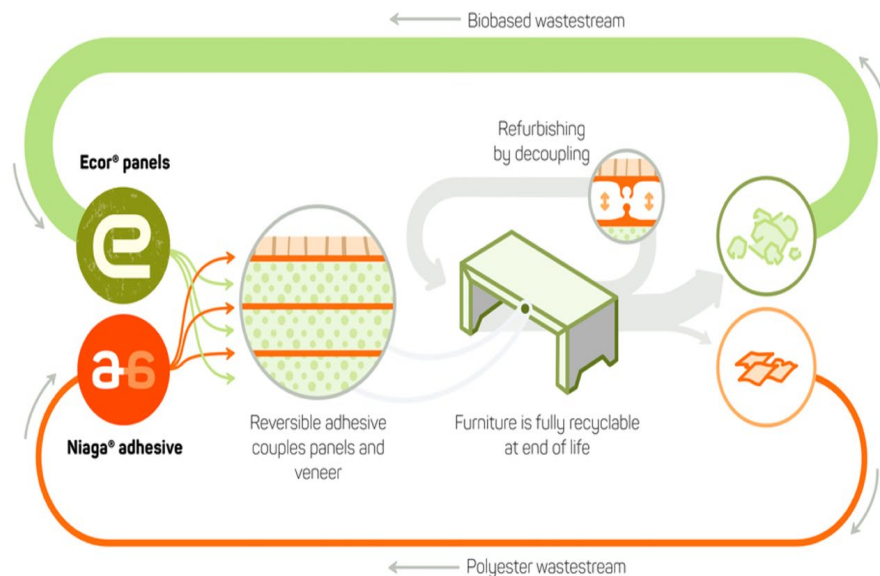 Biobased wastestream
Refurbishing
by decoupling
Ecor® panels
Niaga® adhesive
Reversible adhesive
couples panels and
veneer
Furniture is fully recyclable
at end of life
Polyester wastestream